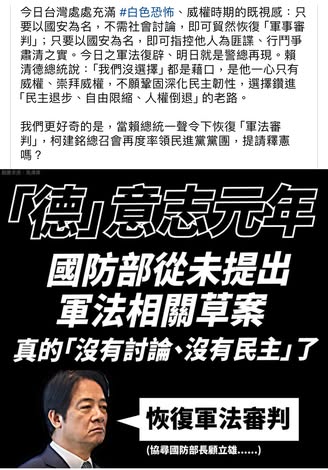 今日台灣處處充滿 #白色恐怖、威權時期的既視感：只
要以國安為名，不需社會討論，即可貿然恢復「軍事審
判」；只要以國安為名，即可指控他人為匪諜、行鬥爭
肅清之實。今日之軍法復辟、明日就是警總再現。賴
清德總統說：「我們沒選擇」都是藉口，是他一心只有
威權、崇拜威權，不願鞏固深化民主韌性，選擇鑽進
「民主退步、自由限縮、人權倒退」的老路。
我們更好奇的是，當賴總統一聲令下恢復「軍法審
判」，柯建銘總召會再度率領民進黨黨團，提請釋憲
嗎？
「德」意志元年
國防部從未提出
軍法相關草案
真的「沒有討論、沒有民主」了
恢復軍法審判
(協尋國防部長顧立雄......)